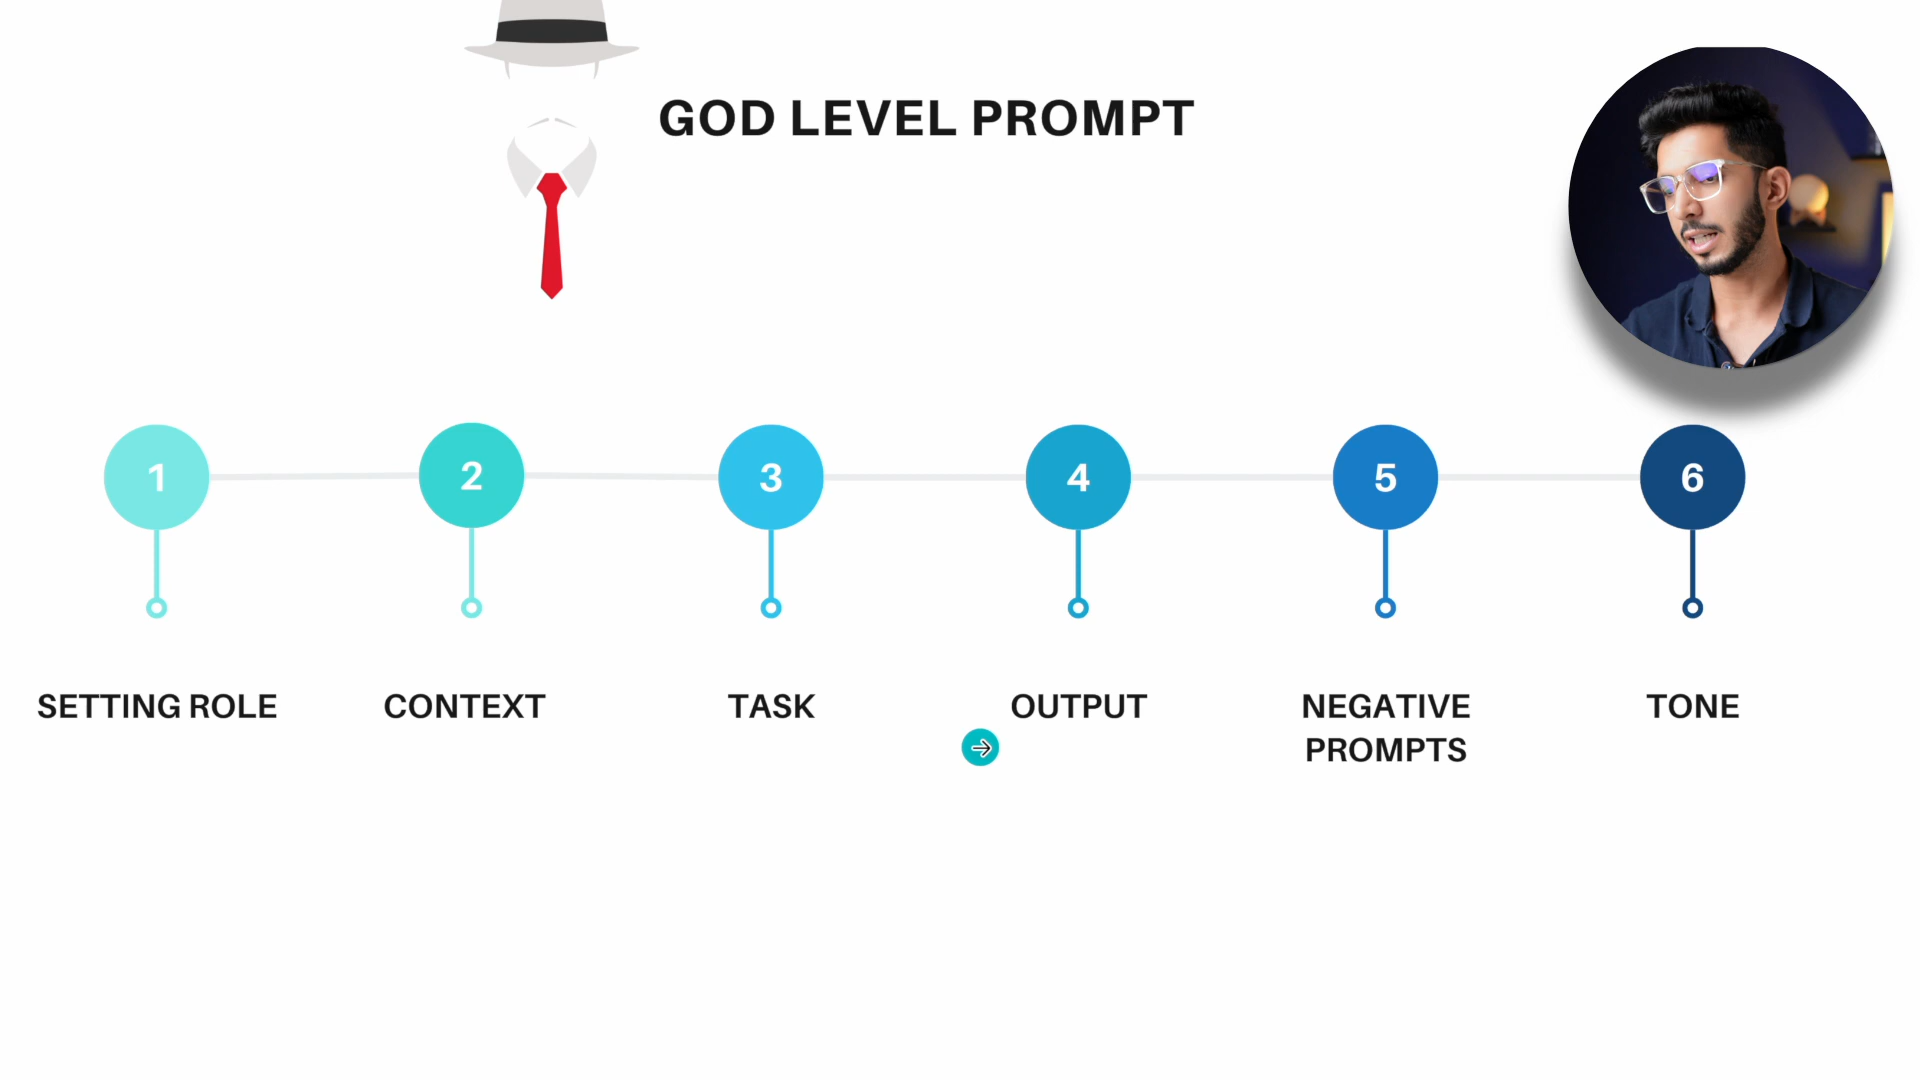 GOD LEVEL PROMPT
1
2
3
4
5
6
SETTING ROLE
CONTEXT
TASK
OUTPUT
NEGATIVE
PROMPTS
TONE